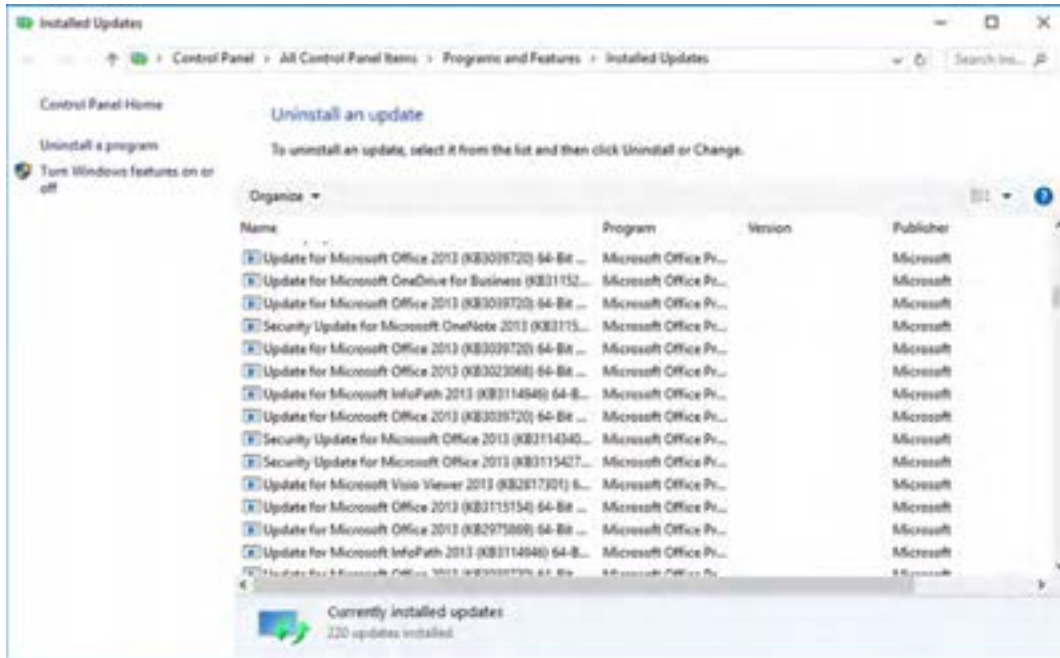 Installed Updates
Control Panel > All Control Panel Items > Programs and Features > Installed Updates
Search Ins...
Control Panel Home
Uninstall a program
Turn Windows features on or
off
Uninstall an update
To uninstall an update, select it from the list and then click Uninstall or Change.
Organize
Name Program Version Publisher
Update for Microsoft Office 2013 (KB3039720) 64-Bit ... Microsoft Office Pr... Microsoft
Update for Microsoft OneDrive for Business (KB31152... Microsoft Office Pr... Microsoft
Update for Microsoft Office 2013 (KB3039720) 64-Bit ... Microsoft Office Pr... Microsoft
Security Update for Microsoft OneNote 2013 (KB3115... Microsoft Office Pr... Microsoft
Update for Microsoft Office 2013 (KB3039720) 64-Bit ... Microsoft Office Pr... Microsoft
Update for Microsoft Office 2013 (KB3023068) 64-Bit ... Microsoft Office Pr... Microsoft
Update for Microsoft InfoPath 2013 (KB3114946) 64-B... Microsoft Office Pr... Microsoft
Update for Microsoft Office 2013 (KB3039720) 64-Bit ... Microsoft Office Pr... Microsoft
Security Update for Microsoft Office 2013 (KB3114340... Microsoft Office Pr... Microsoft
Security Update for Microsoft Office 2013 (KB3115427... Microsoft Office Pr... Microsoft
Update for Microsoft Visio Viewer 2013 (KB2817301) 6... Microsoft Office Pr... Microsoft
Update for Microsoft Office 2013 (KB3115154) 64-Bit ... Microsoft Office Pr... Microsoft
Update for Microsoft Office 2013 (KB2975869) 64-Bit ... Microsoft Office Pr... Microsoft
Update for Microsoft InfoPath 2013 (KB3114946) 64-B... Microsoft Office Pr... Microsoft
Currently installed updates
220 updates installed